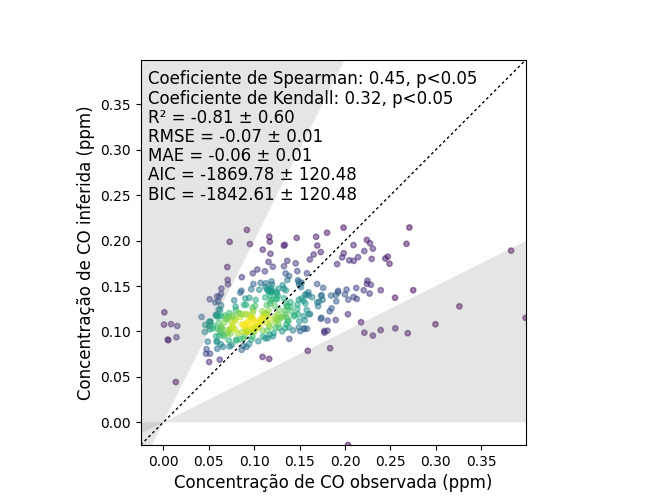 Coeficiente de Spearman: 0.45, p<0.05
Coeficiente de Kendall: 0.32, p<0.05
R² = -0.81 ± 0.60
RMSE = -0.07 ± 0.01
MAE = -0.06 ± 0.01
AIC = -1869.78 ± 120.48
BIC = -1842.61 ± 120.48
Concentração de CO inferida (ppm)
0.35
0.30
0.25
0.20
0.15
0.10
0.05
0.00
0.00 0.05 0.10 0.15 0.20 0.25 0.30 0.35
Concentração de CO observada (ppm)